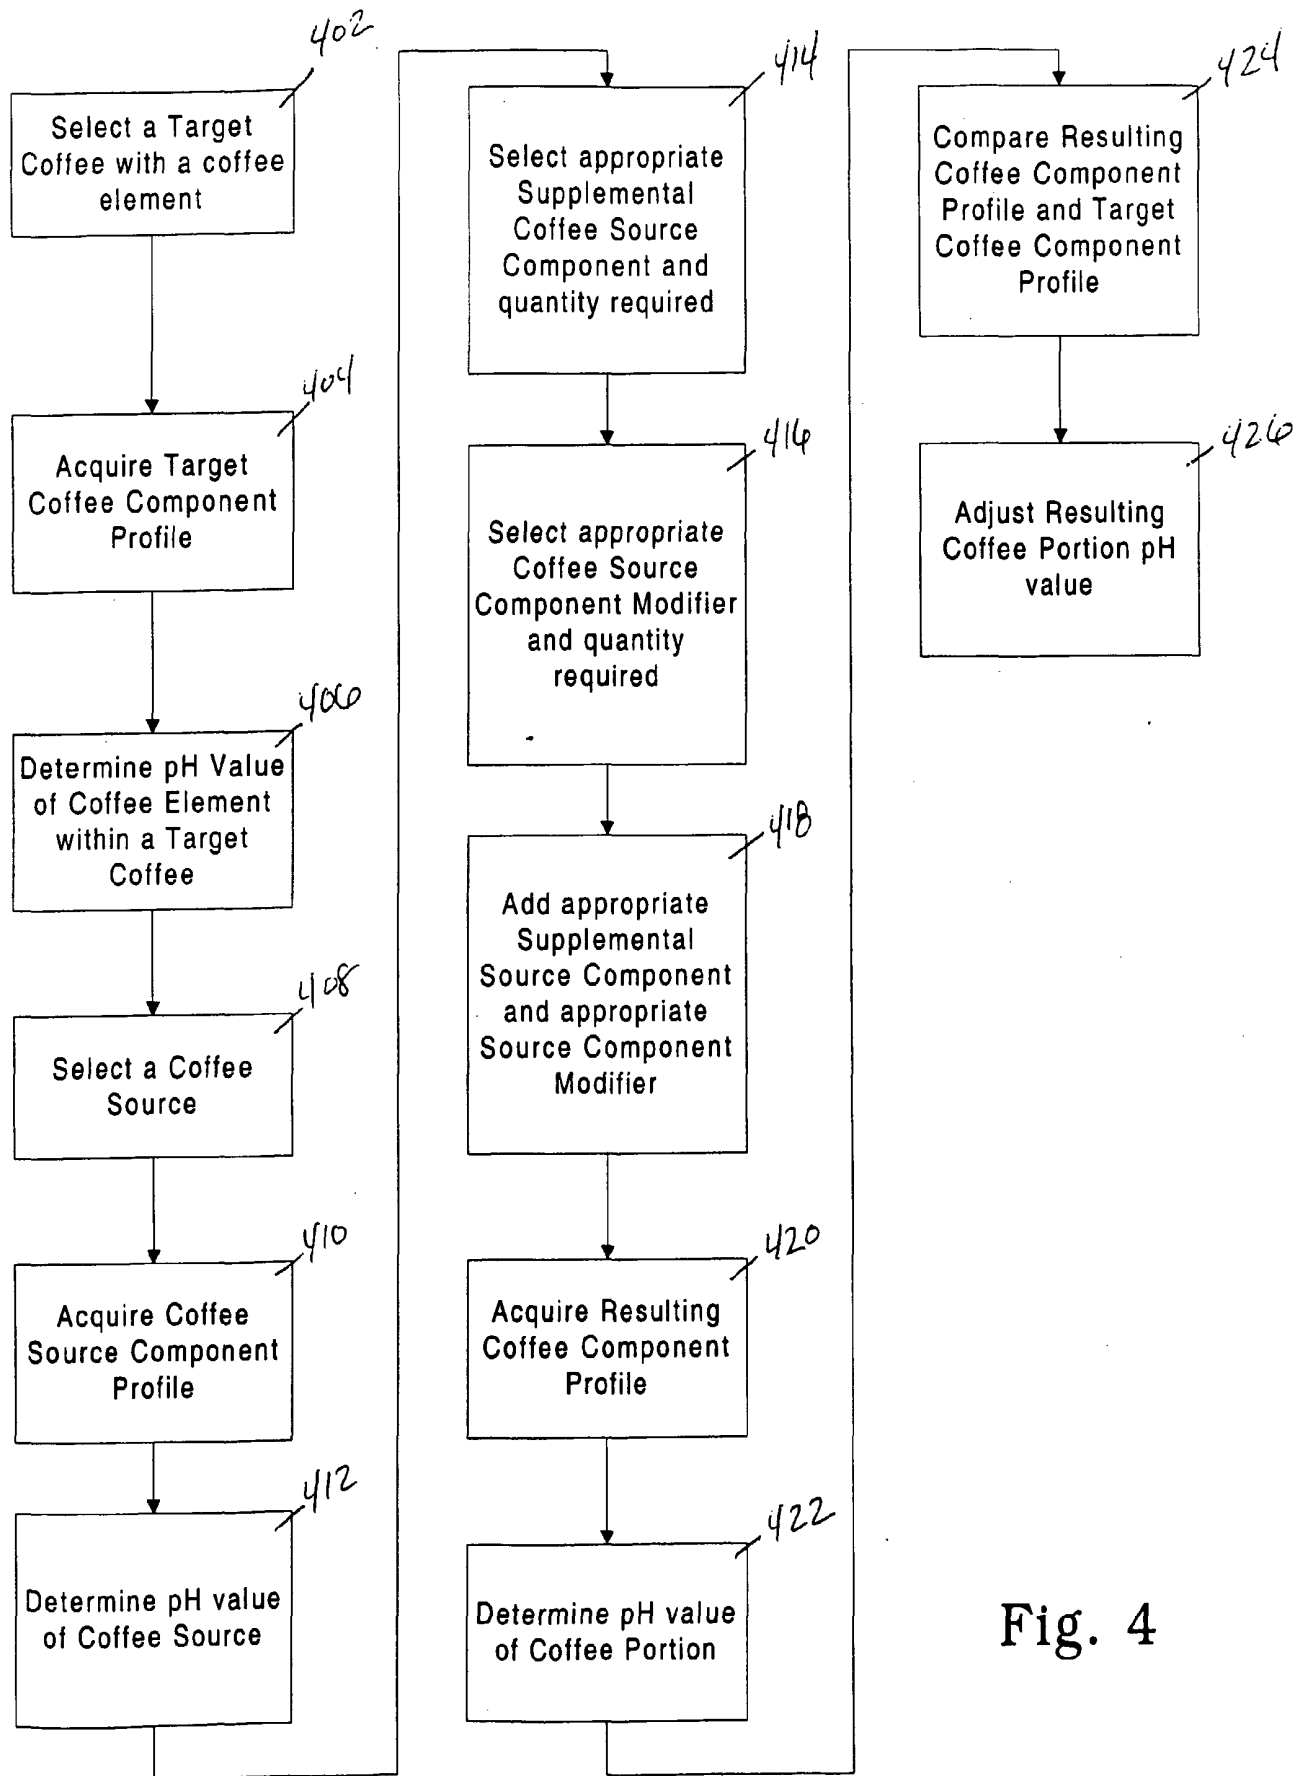 402
Select a Target
Coffee with a coffee
element
404
Acquire Target
Coffee Component
Profile
406
Determine pH Value
of Coffee Element
within a Target
Coffee
408
Select a Coffee
Source
410
Acquire Coffee
Source Component
Profile
412
Determine pH value
of Coffee Source
414
Select appropriate
Supplemental
Coffee Source
Component and
quantity required
416
Select appropriate
Coffee Source
Component Modifier
and quantity
required
418
Add appropriate
Supplemental
Source Component
and appropriate
Source Component
Modifier
420
Acquire Resulting
Coffee Component
Profile
422
Determine pH value
of Coffee Portion
424
Compare Resulting
Coffee Component
Profile and Target
Coffee Component
Profile
426
Adjust Resulting
Coffee Portion pH
value
Fig. 4